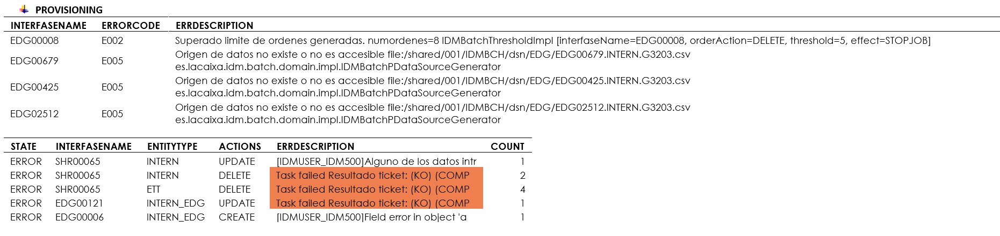 PROVISIONING
INTERFASENAME ERRORCODE ERRDESCRIPTION
EDG00008 E002 Superado limite de ordenes generadas. numordenes=8 IDMBatchThresholdImpl [interfaseName=EDG00008, orderAction=DELETE, threshold=5, effect=STOPJOB]
EDG00679 E005 Origen de datos no existe o no es accesible file:/shared/001/IDMBCH/dsn/EDG/EDG00679.INTERN.G3203.csv
es.lacaixa.idm.batch.domain.impl.IDMBatchPDataSourceGenerator
EDG00425 E005 Origen de datos no existe o no es accesible file:/shared/001/IDMBCH/dsn/EDG/EDG00425.INTERN.G3203.csv
es.lacaixa.idm.batch.domain.impl.IDMBatchPDataSourceGenerator
EDG02512 E005 Origen de datos no existe o no es accesible file:/shared/001/IDMBCH/dsn/EDG/EDG02512.INTERN.G3203.csv
es.lacaixa.idm.batch.domain.impl.IDMBatchPDataSourceGenerator
STATE INTERFASENAME ENTITYTYPE ACTIONS ERRDESCRIPTION COUNT
ERROR SHR00065 INTERN UPDATE [IDMUSER_IDM500]Alguno de los datos intr 1
ERROR SHR00065 INTERN DELETE Task failed Resultado ticket: (KO) (COMP 2
ERROR SHR00065 ETT DELETE Task failed Resultado ticket: (KO) (COMP 4
ERROR EDG00121 INTERN_EDG UPDATE Task failed Resultado ticket: (KO) (COMP 1
ERROR EDG00006 INTERN_EDG CREATE [IDMUSER_IDM500]Field error in object 'a 1